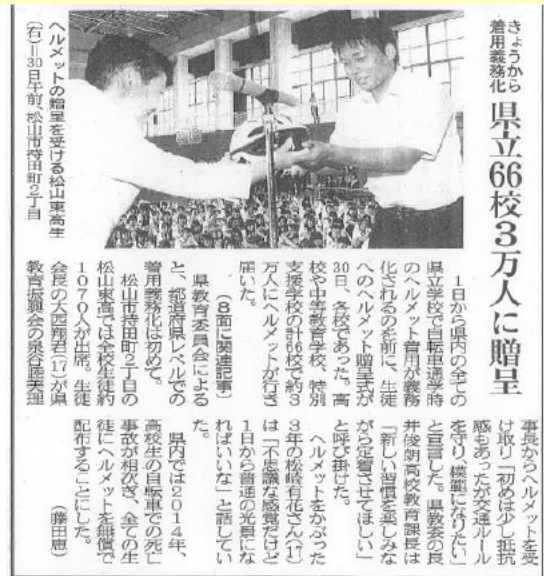 きょうから
着用義務化
県立66校3万人に贈呈
ヘルメットの贈呈を受ける松山東高生
(右)=30日午前、松山市持田町2丁目
1日から県内の全ての
県立学校で自転車通学時
のヘルメット着用が義務
化されるのを前に、生徒
へのヘルメット贈呈式が
30日、各校であった。高
校や中等教育学校、特別
支援学校の計66校で約3
万人にヘルメットが行き
届いた。
(8面に関連記事)
県教育委員会による
と、都道府県レベルでの
着用義務化は初めて。
松山市持田町2丁目の
松山東高では全校生徒約
1070人が出席。生徒
会長の大西翔君(17)が県
教育振興会の泉谷睦美理
事長からヘルメットを受
け取り「初めは少し抵抗
感もあったが交通ルール
を守り、模範になりたい」
と宣言した。県教委の長
井俊朗高校教育課長は
「新しい習慣を楽しみな
がら定着させてほしい」
と呼び掛けた。
ヘルメットをかぶった
3年の松崎有花さん(17)
は「不思議な感覚だけど
1日から普通の光景にな
ればいいな」と話してい
た。
県内では2014年、
高校生の自転車での死亡
事故が相次ぎ、全ての生
徒にヘルメットを無償で
配布することにした。
(藤田恵)